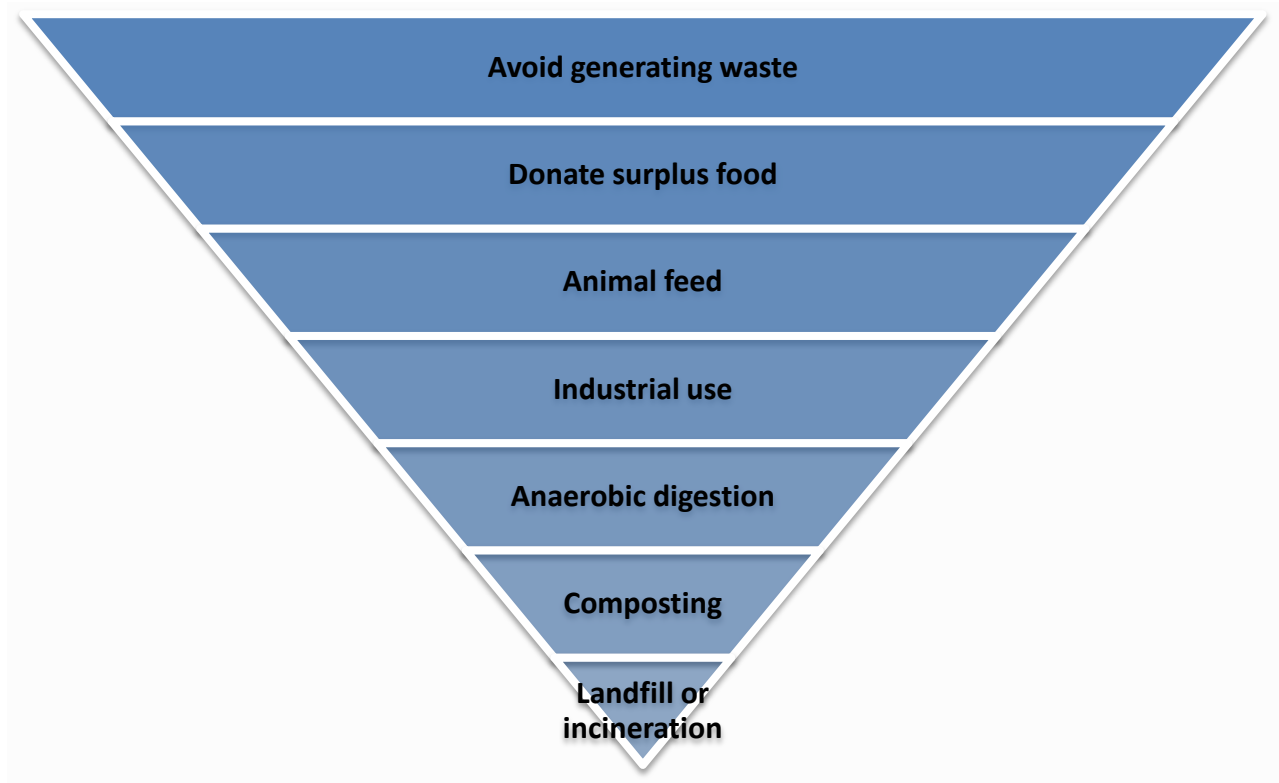 Avoid generating waste
Donate surplus food
Animal feed
Industrial use
Anaerobic digestion
Composting
Landfill or
incineration